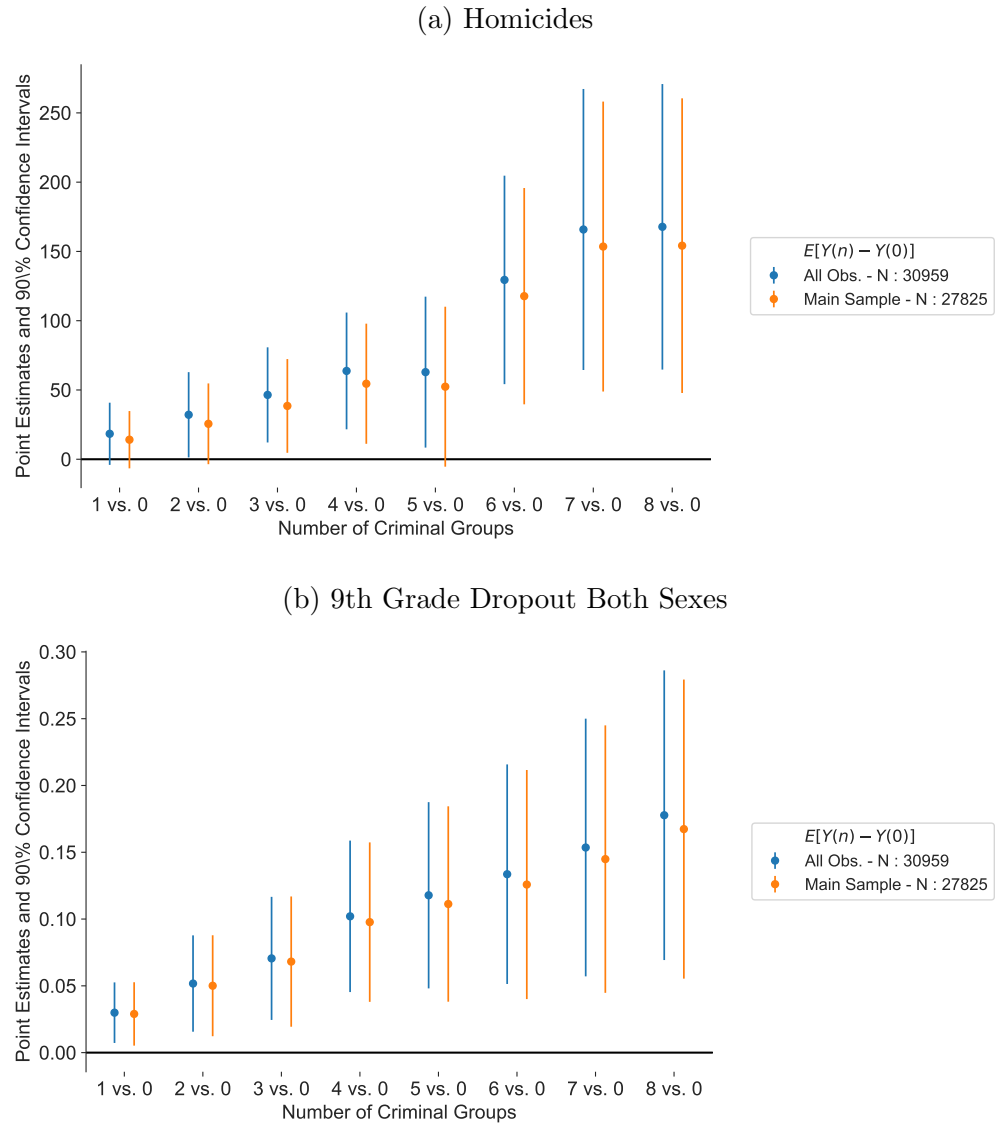 (a) Homicides
Point Estimates and 90\% Confidence Intervals
250
200
150
100
50
0
1 vs. 0 2 vs. 0 3 vs. 0 4 vs. 0 5 vs. 0 6 vs. 0 7 vs. 0 8 vs. 0
Number of Criminal Groups
E[Y(n) − Y(0)]
All Obs. - N : 30959
Main Sample - N : 27825
(b) 9th Grade Dropout Both Sexes
Point Estimates and 90\% Confidence Intervals
0.30
0.25
0.20
0.15
0.10
0.05
0.00
1 vs. 0 2 vs. 0 3 vs. 0 4 vs. 0 5 vs. 0 6 vs. 0 7 vs. 0 8 vs. 0
Number of Criminal Groups
E[Y(n) − Y(0)]
All Obs. - N : 30959
Main Sample - N : 27825